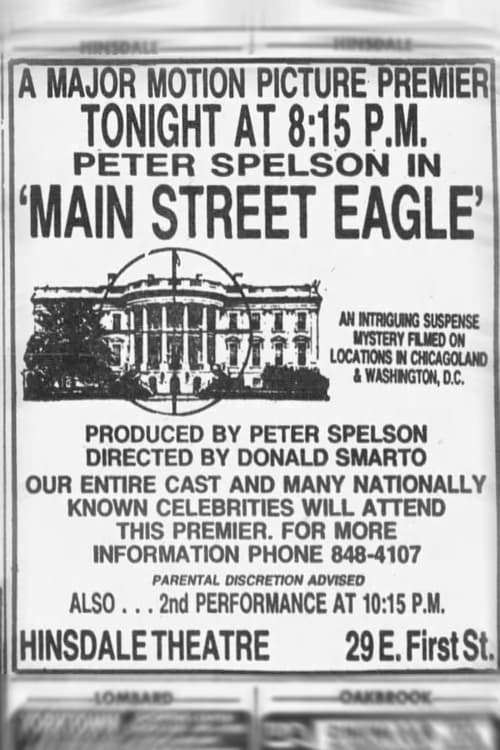 HINSDALE HINSDALE
A MAJOR MOTION PICTURE PREMIER
TONIGHT AT 8:15 P.M.
PETER SPELSON IN
'MAIN STREET EAGLE'
AN INTRIGUING SUSPENSE
MYSTERY FILMED ON
LOCATIONS IN CHICAGOLAND
& WASHINGTON, D.C.
PRODUCED BY PETER SPELSON
DIRECTED BY DONALD SMARTO
OUR ENTIRE CAST AND MANY NATIONALLY
KNOWN CELEBRITIES WILL ATTEND
THIS PREMIER. FOR MORE
INFORMATION PHONE 848-4107
PARENTAL DISCRETION ADVISED
ALSO . . . 2nd PERFORMANCE AT 10:15 P.M.
HINSDALE THEATRE 29 E. First St.
LOMBARD OAKBROOK
YORKTOWN